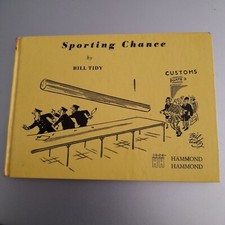 Sporting Chance
by
BILL TIDY
CUSTOMS
HAMMOND
HAMMOND